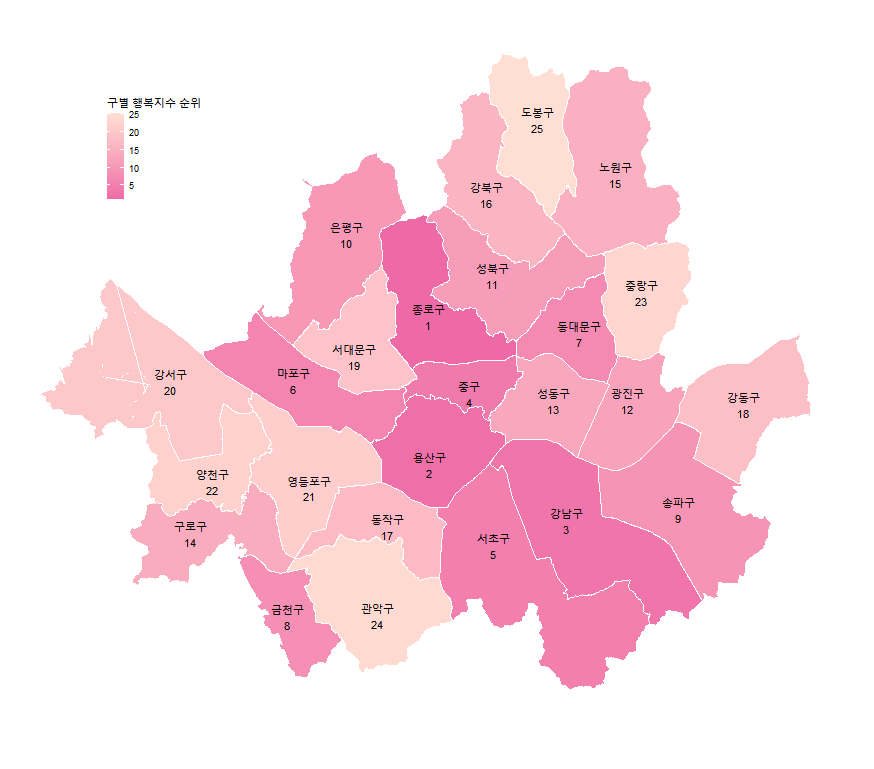 구별 행복지수 순위
25
20
15
10
5
도봉구
25
노원구
15
강북구
16
은평구
10
성북구
11
중랑구
23
종로구
1
동대문구
7
서대문구
19
마포구
6
강서구
20
중구
4
성동구
13
광진구
12
강동구
18
용산구
2
양천구
22
영등포구
21
송파구
9
강남구
3
동작구
17
구로구
14
서초구
5
금천구
8
관악구
24